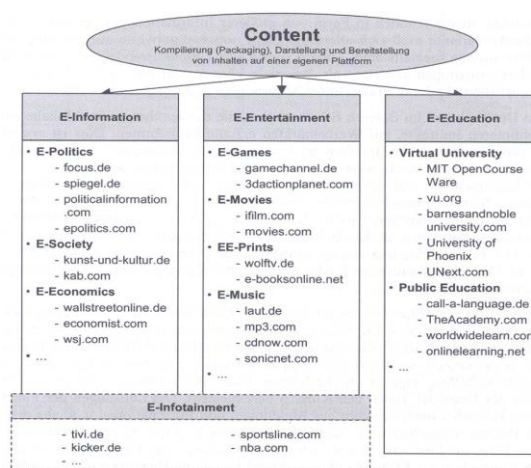 Content
Kompilierung (Packaging), Darstellung und Bereitstellung
von Inhalten auf einer eigenen Plattform
E-Information
• E-Politics
- focus.de
- spiegel.de
- politicalinformation
.com
- epolitics.com
• E-Society
- kunst-und-kultur.de
- kab.com
• E-Economics
- wallstreetonline.de
- economist.com
- wsj.com
• ...
E-Entertainment
• E-Games
- gamechannel.de
- 3dactionplanet.com
• E-Movies
- ifilm.com
- movies.com
• EE-Prints
- wolftv.de
- e-booksonline.net
• E-Music
- laut.de
- mp3.com
- cdnow.com
- sonicnet.com
• ...
E-Education
• Virtual University
- MIT OpenCourse
Ware
- vu.org
- barnesandnoble
university.com
- University of
Phoenix
- UNext.com
• Public Education
- call-a-language.de
- TheAcademy.com
- worldwidelearn.com
- onlinelearning.net
• ...
E-Infotainment
- tivi.de
- kicker.de
- ...
- sportsline.com
- nba.com